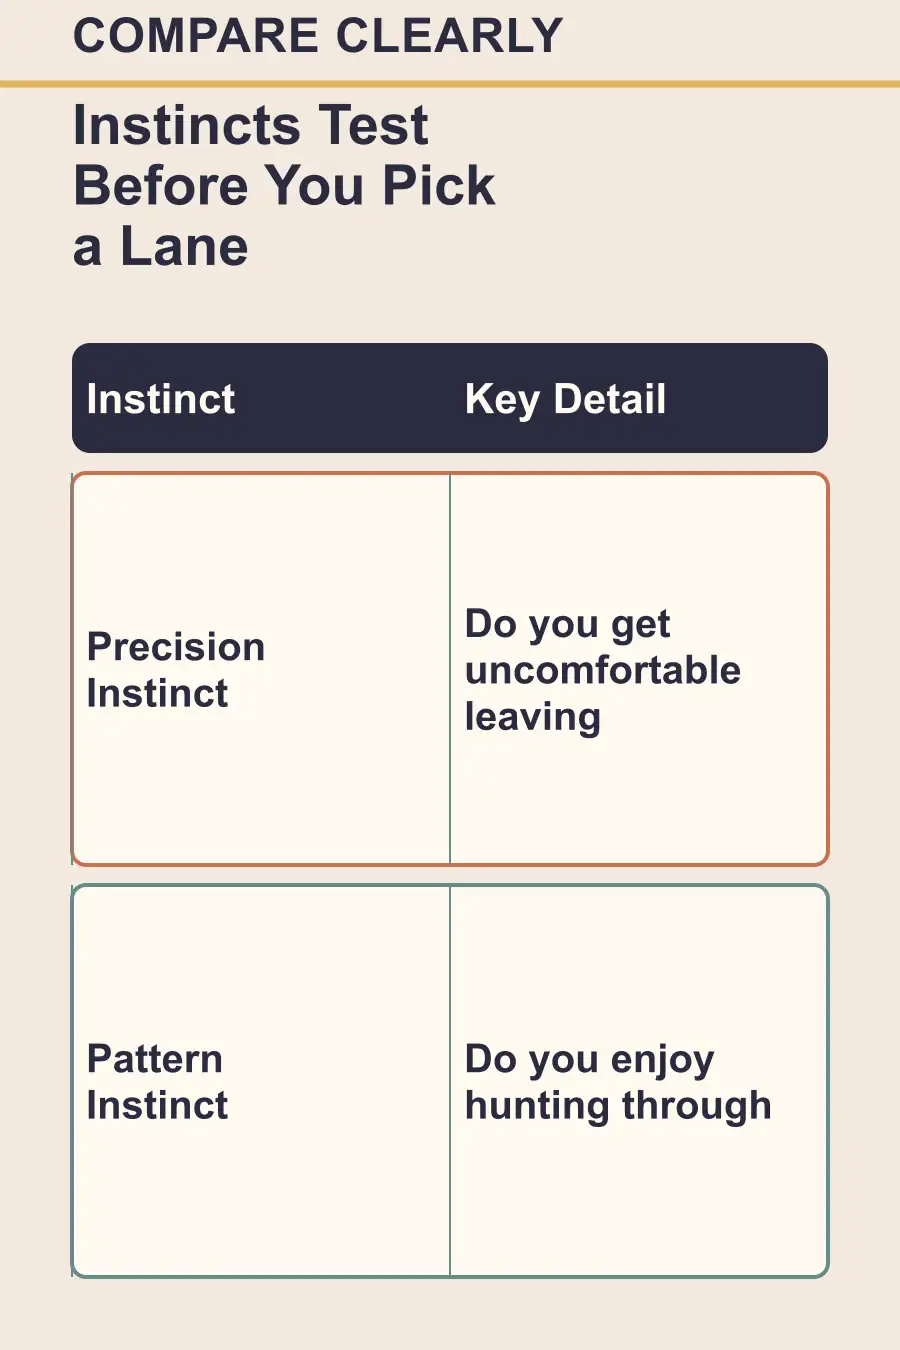 COMPARE CLEARLY
Instincts Test
Before You Pick
a Lane
Instinct
Key Detail
Precision
Instinct
Do you get
uncomfortable
leaving
Pattern
Instinct
Do you enjoy
hunting through